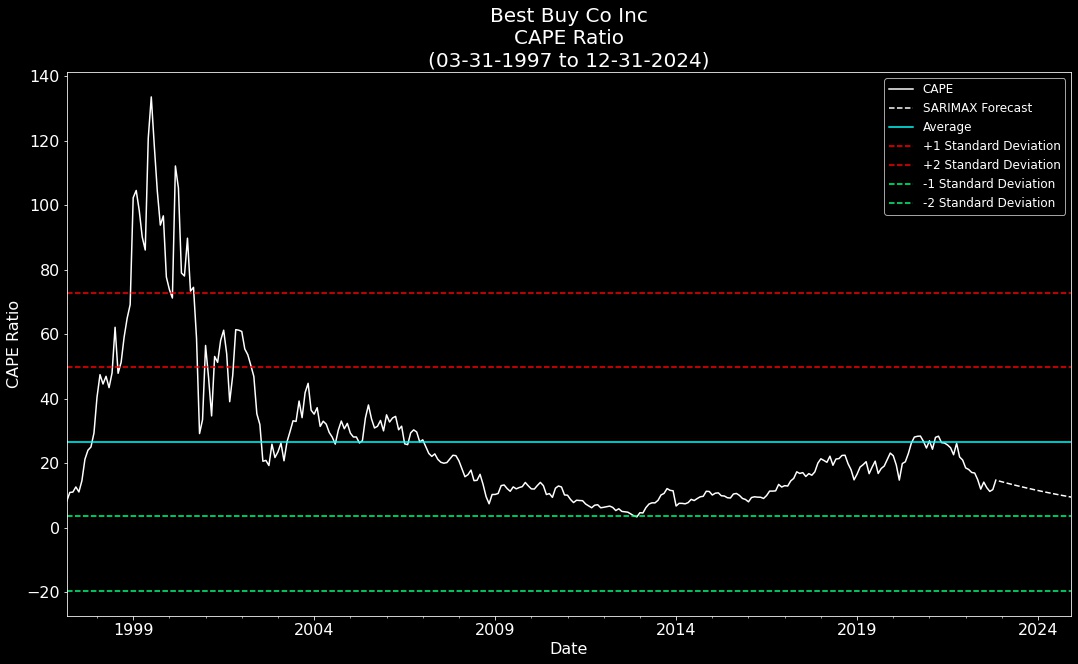 Best Buy Co Inc
CAPE Ratio
(03-31-1997 to 12-31-2024)
CAPE
SARIMAX Forecast
Average
+1 Standard Deviation
+2 Standard Deviation
-1 Standard Deviation
-2 Standard Deviation
140
120
100
80
60
40
20
0
−20
CAPE Ratio
1999 2004 2009 2014 2019 2024
Date